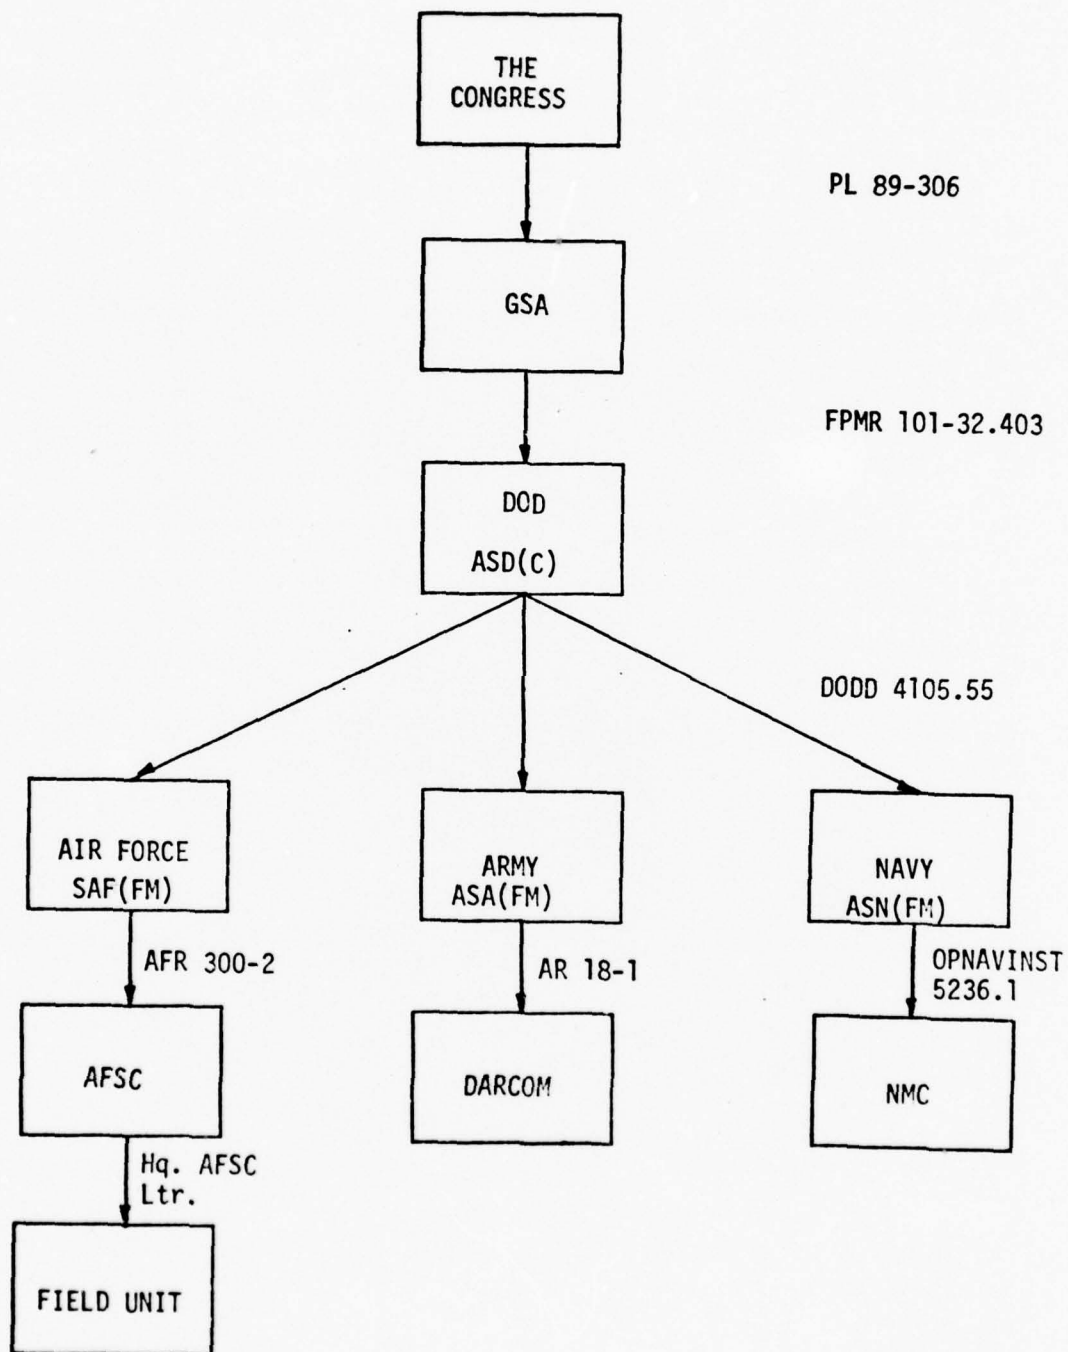 THE
CONGRESS
PL 89-306
GSA
FPMR 101-32.403
DOD
ASD(C)
DODD 4105.55
AIR FORCE
SAF(FM)
ARMY
ASA(FM)
NAVY
ASN(FM)
AFR 300-2
AR 18-1
OPNAVINST
5236.1
AFSC
DARCOM
NMC
Hq. AFSC
Ltr.
FIELD UNIT